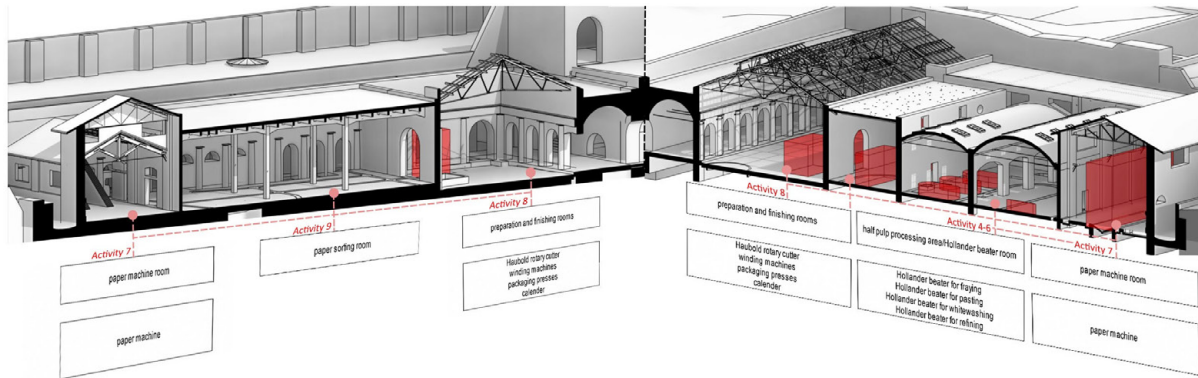 Activity 7
Activity 9
Activity 8
Activity 8
Activity 4-6
Activity 7
paper machine room
paper sorting room
preparation and finishing rooms
preparation and finishing rooms
half pulp processing area/Hollander beater room
paper machine room
paper machine
Haubold rotary cutter
winding machines
packaging presses
calender
Haubold rotary cutter
winding machines
packaging presses
calender
Hollander beater for fraying
Hollander beater for pasting
Hollander beater for whitewashing
Hollander beater for refining
paper machine